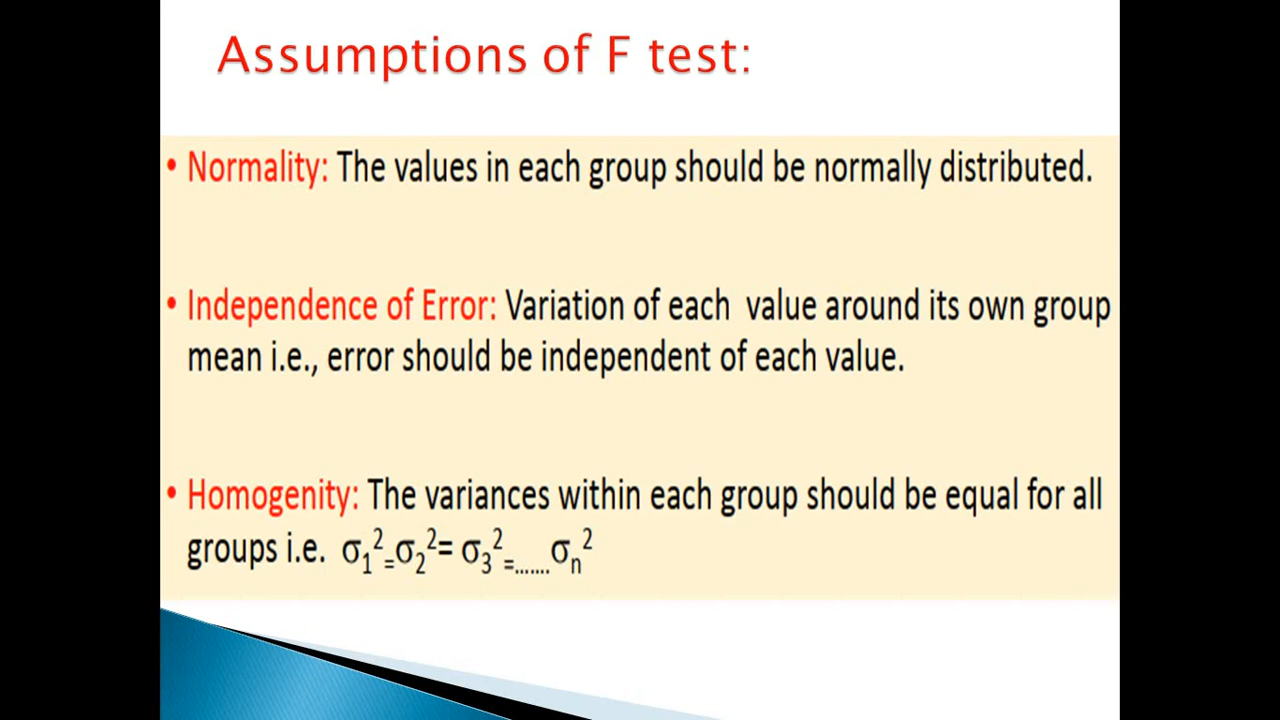 Assumptions of F test:
• Normality: The values in each group should be normally distributed.
• Independence of Error: Variation of each value around its own group
mean i.e., error should be independent of each value.
• Homogenity: The variances within each group should be equal for all
groups i.e. σ₁²₌σ₂²= σ₃²₌.......σₙ²